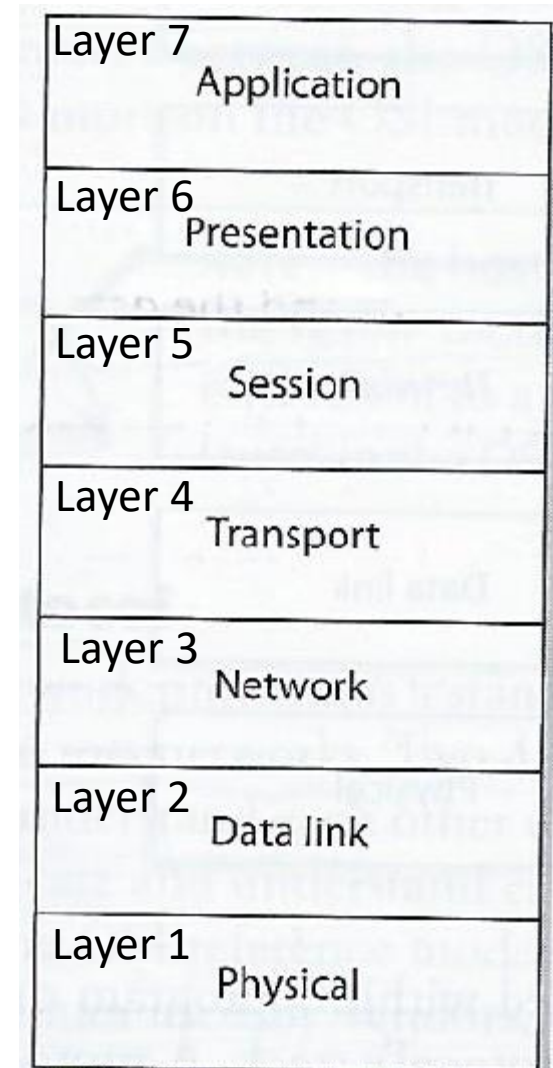 Layer 7
Application
Layer 6
Presentation
Layer 5
Session
Layer 4
Transport
Layer 3
Network
Layer 2
Data link
Layer 1
Physical